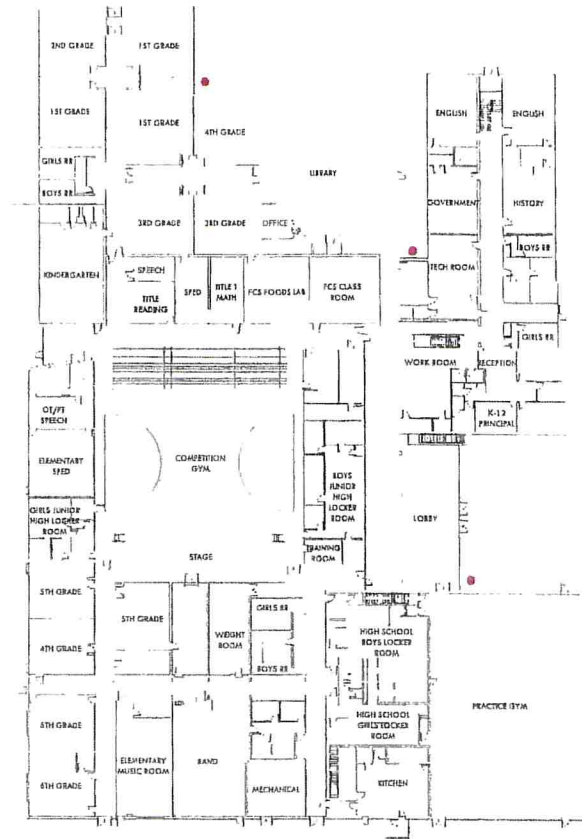 2ND GRADE
1ST GRADE
1ST GRADE
1ST GRADE
4TH GRADE
ENGLISH
ENGLISH
GIRLS RR
BOYS RR
LIBRARY
GOVERNMENT
HISTORY
3RD GRADE
3RD GRADE
OFFICE
BOYS RR
KINDERGARTEN
SPEECH
TITLE
READING
SPED
TITLE 1
MATH
FCS FOODS LAB
FCS CLASS
ROOM
TECH ROOM
GIRLS RR
WORK ROOM
RECEPTION
K-12
PRINCIPAL
OT/PT
SPEECH
ELEMENTARY
SPED
COMPETITION
GYM
BOYS
JUNIOR
HIGH
LOCKER
ROOM
GIRLS JUNIOR
HIGH LOCKER
ROOM
LOBBY
STAGE
TRAINING
ROOM
5TH GRADE
5TH GRADE
GIRLS RR
WEIGHT
ROOM
HIGH SCHOOL
BOYS LOCKER
ROOM
4TH GRADE
BOYS RR
PRACTICE GYM
HIGH SCHOOL
GIRLS LOCKER
ROOM
ELEMENTARY
MUSIC ROOM
BAND
6TH GRADE
MECHANICAL
KITCHEN